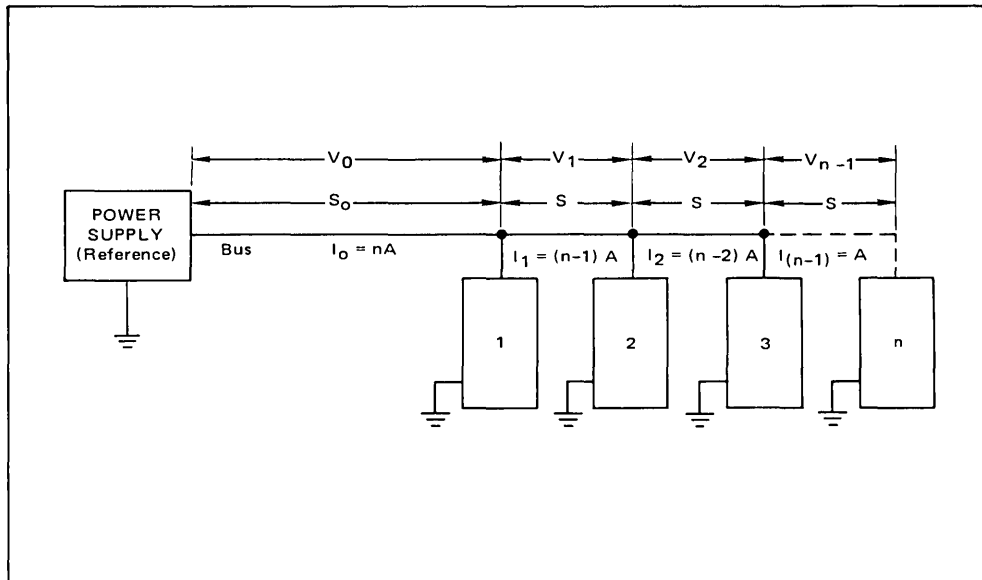 V0 V1 V2 Vn-1
S0 S S S
POWER
SUPPLY
(Reference)
Bus I0 = nA I1 = (n-1) A I2 = (n-2) A I(n-1) = A
1 2 3 n